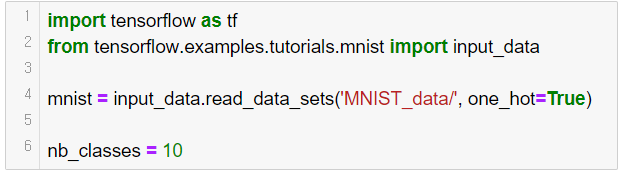 1 import tensorflow as tf
2 from tensorflow.examples.tutorials.mnist import input_data
3
4 mnist = input_data.read_data_sets('MNIST_data/', one_hot=True)
5
6 nb_classes = 10